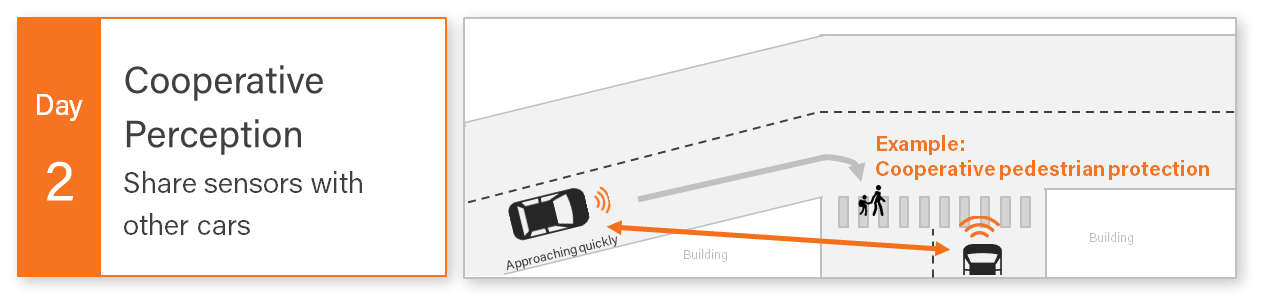 Day
2
Cooperative
Perception
Share sensors with
other cars
Example:
Cooperative pedestrian protection
Approaching quickly
Building
Building